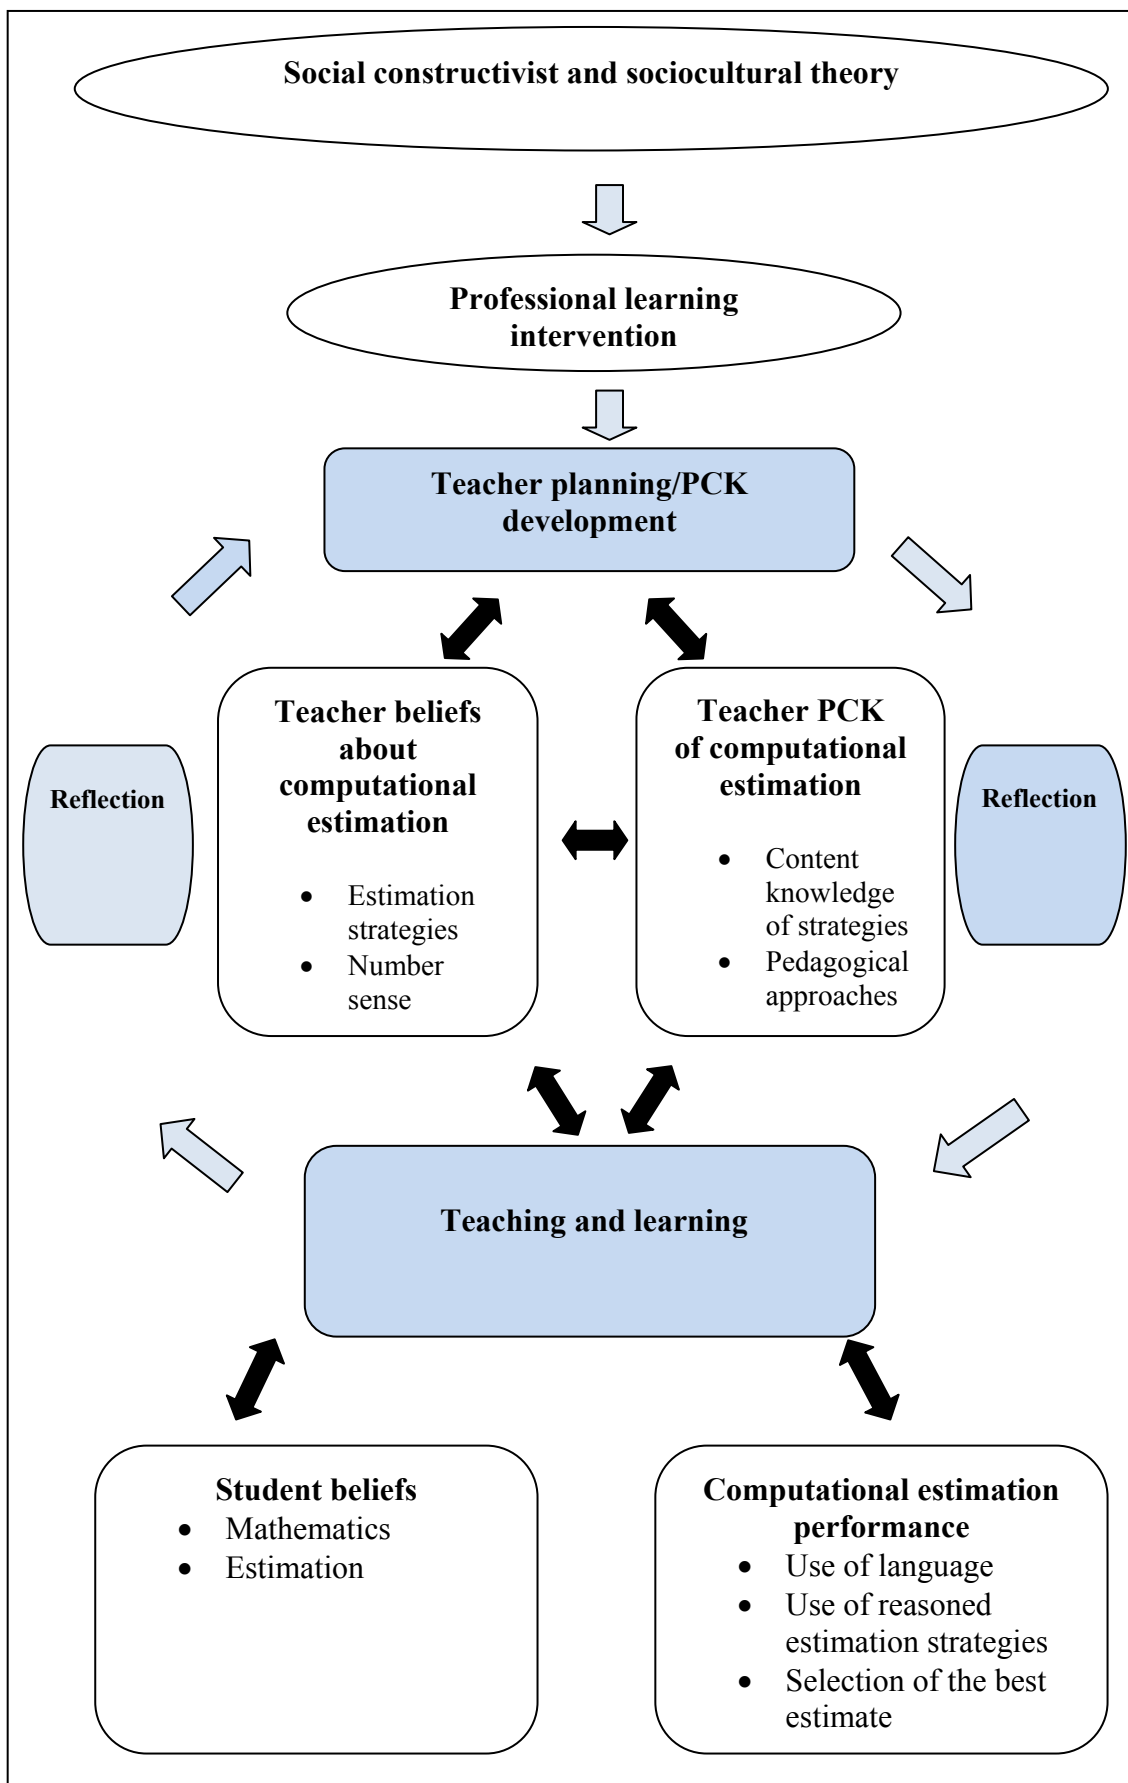 Social constructivist and sociocultural theory
Professional learning
intervention
Teacher planning/PCK
development
Teacher beliefs
about
computational
estimation
• Estimation
strategies
• Number
sense
Teacher PCK
of computational
estimation
• Content
knowledge
of strategies
• Pedagogical
approaches
Reflection
Reflection
Teaching and learning
Student beliefs
• Mathematics
• Estimation
Computational estimation
performance
• Use of language
• Use of reasoned
estimation strategies
• Selection of the best
estimate